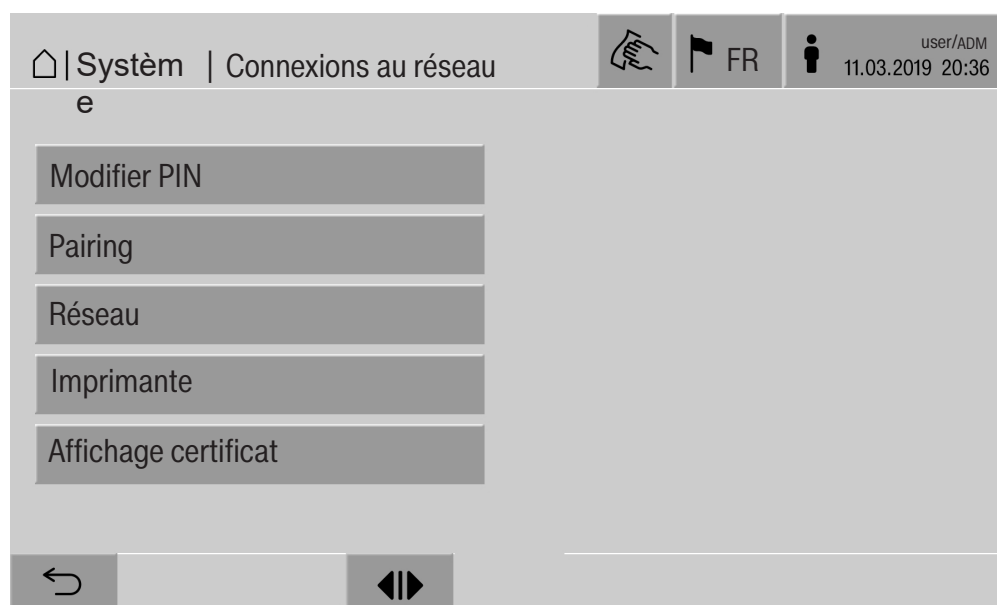 Systèm
e
| Connexions au réseau
FR
user/ADM
11.03.2019 20:36
Modifier PIN
Pairing
Réseau
Imprimante
Affichage certificat